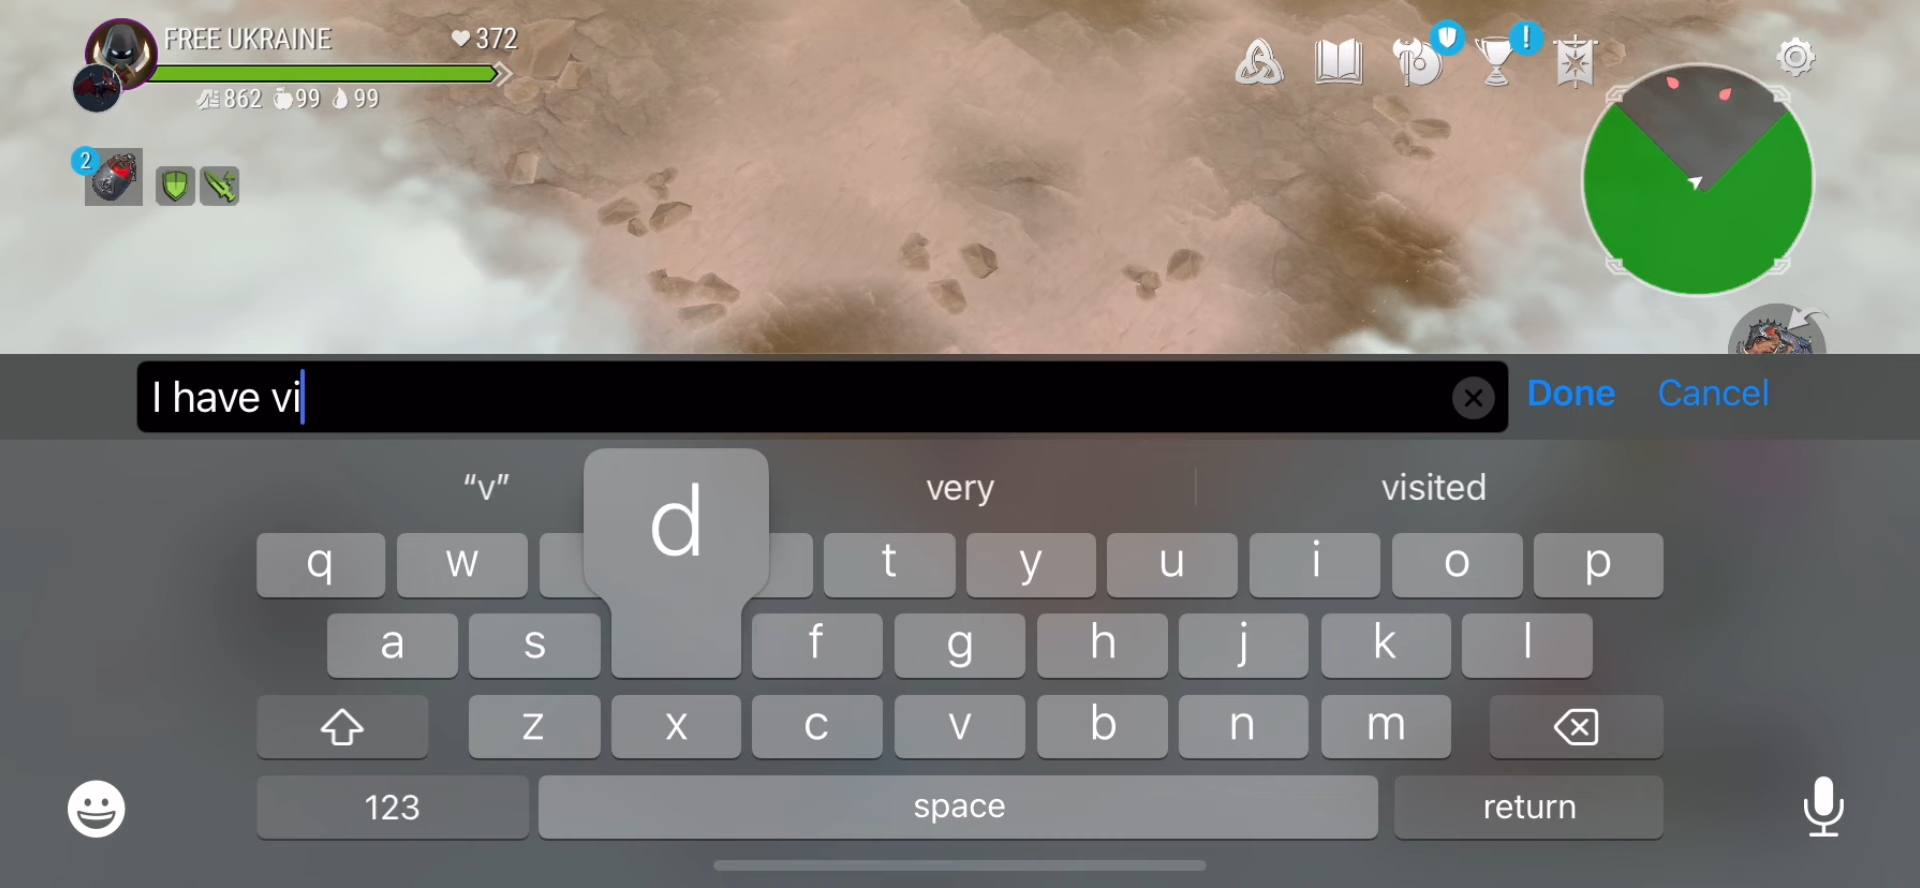 FREE UKRAINE
372
862 99 99
!
2
I have vi
Done
Cancel
“v”
very
visited
d
q w t y u i o p
a s f g h j k l
z x c v b n m
123
space
return